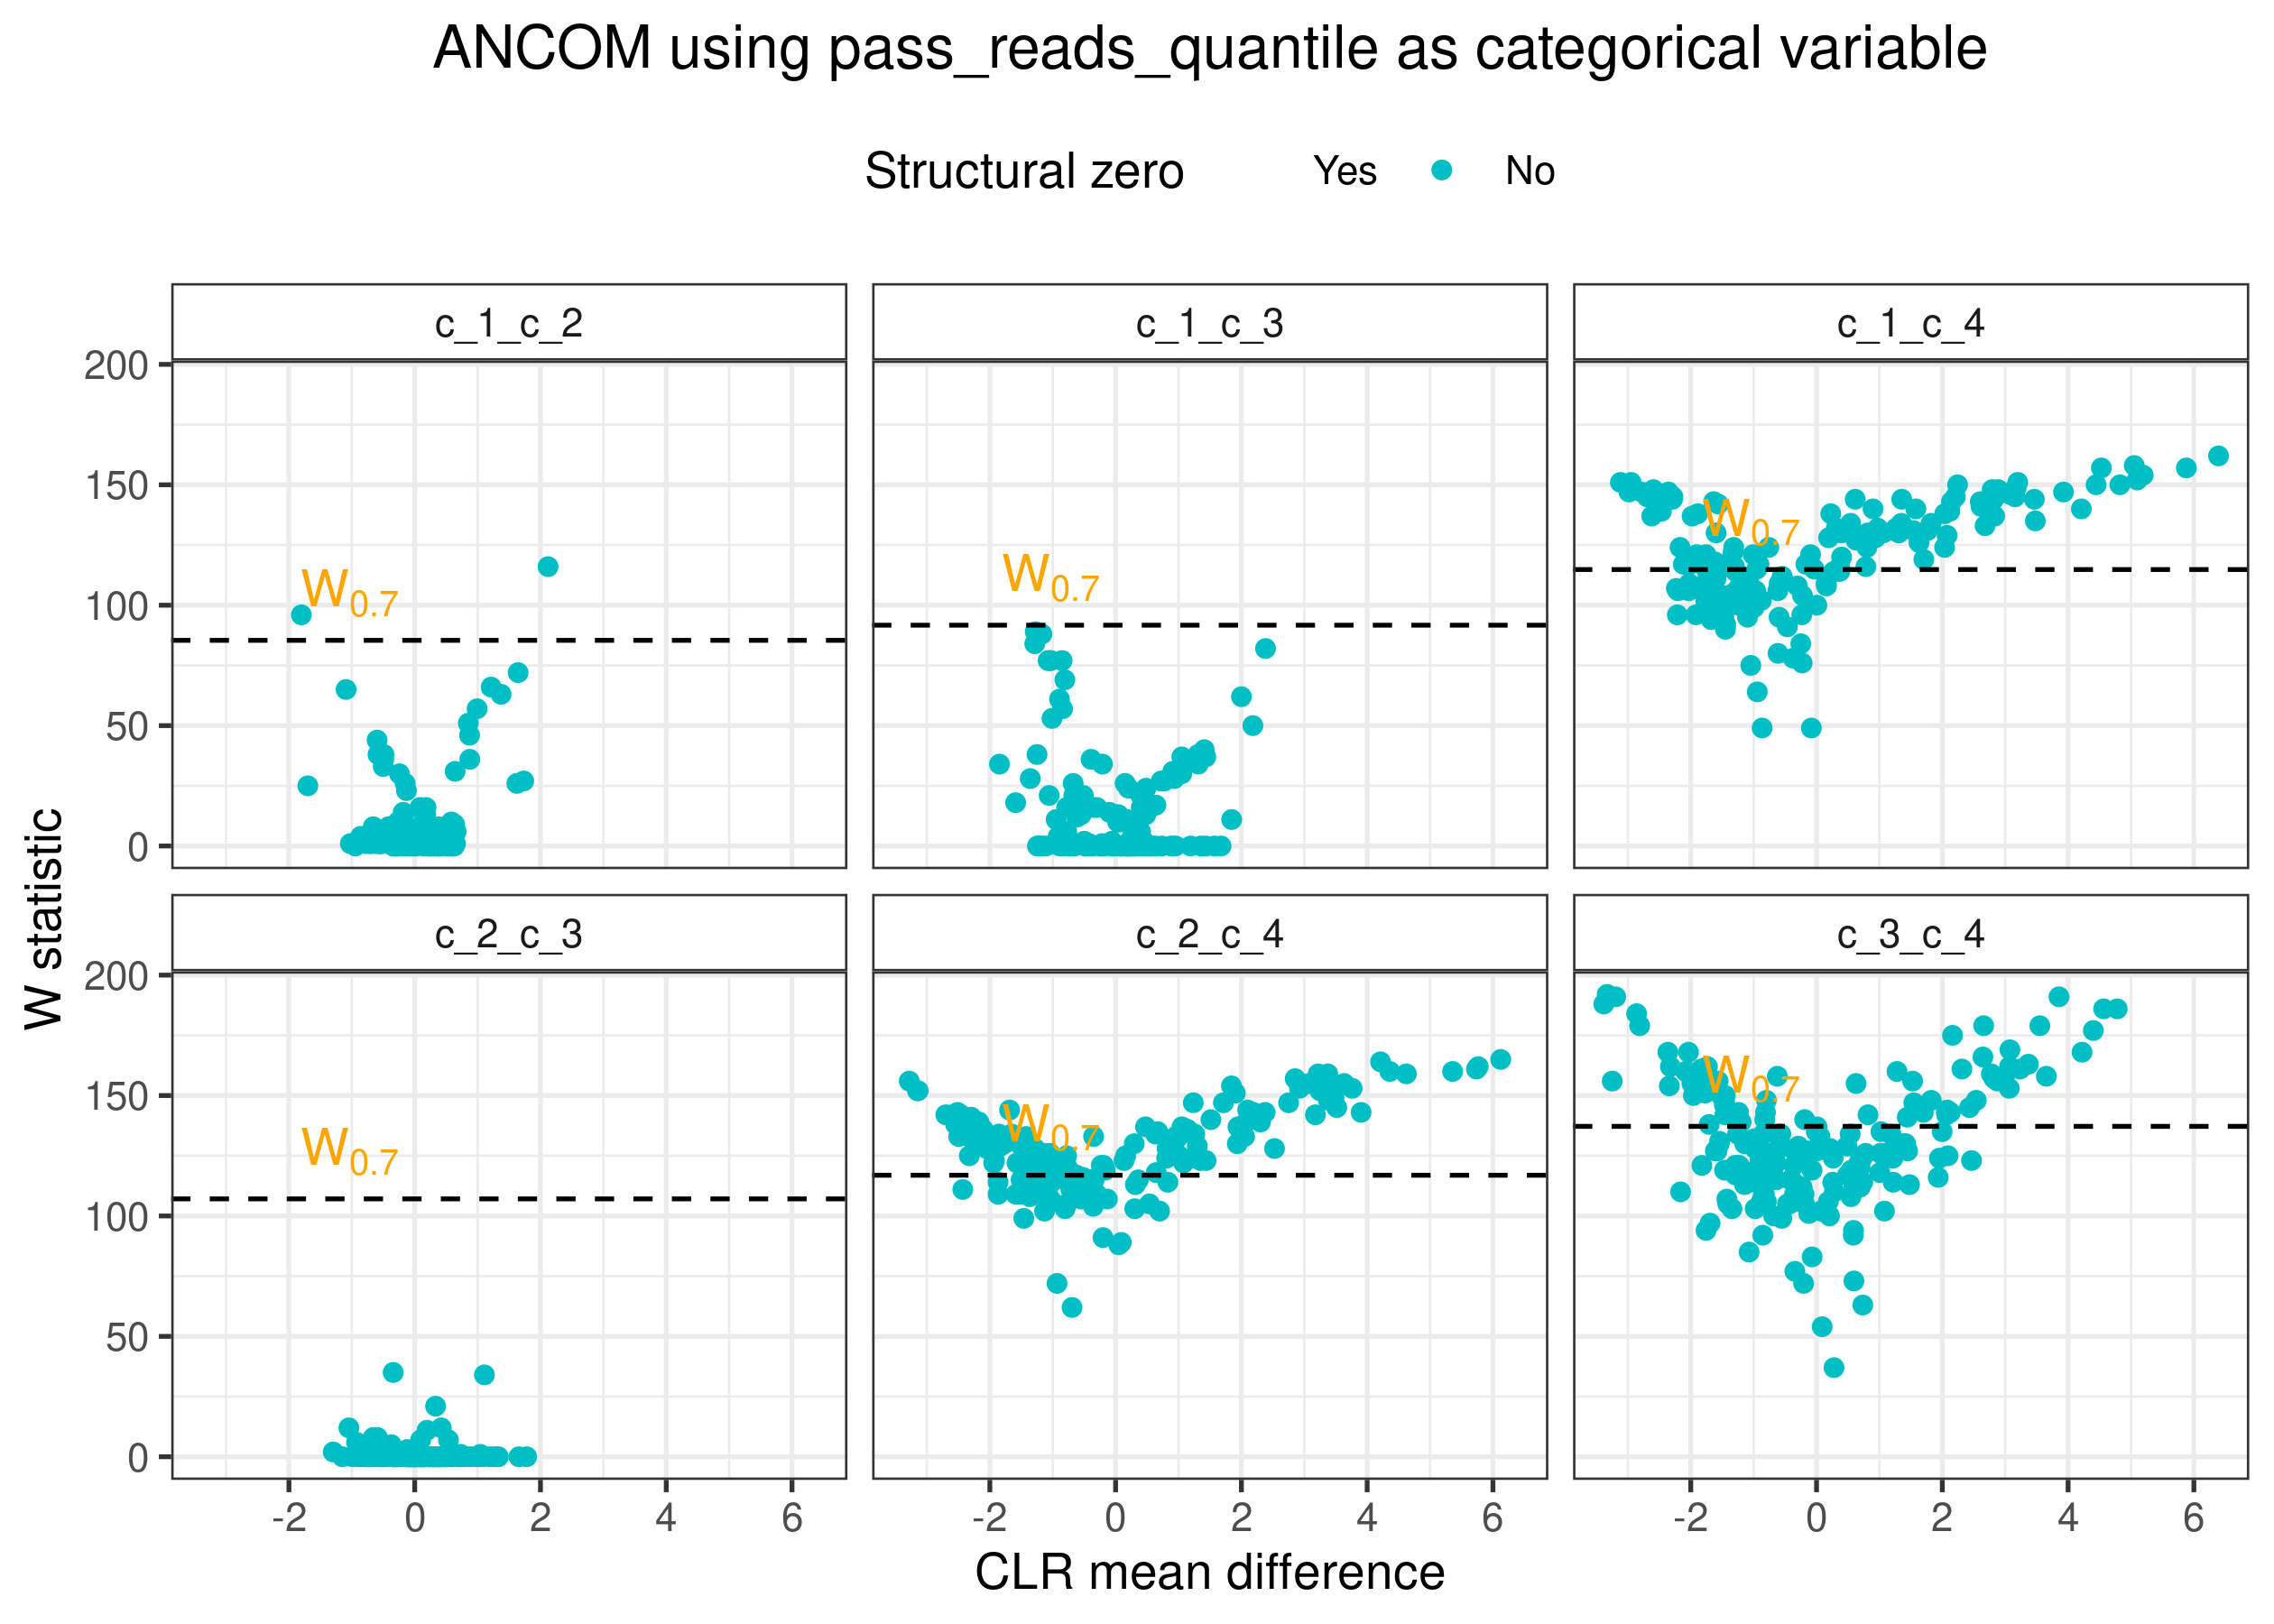 ANCOM using pass_reads_quantile as categorical variable
Structural zero Yes No
c_1_c_2 c_1_c_3 c_1_c_4
200
150
100
50
0
W0.7 W0.7 W0.7
c_2_c_3 c_2_c_4 c_3_c_4
200
150
100
50
0
W0.7 W0.7 W0.7
-2 0 2 4 6 -2 0 2 4 6 -2 0 2 4 6
CLR mean difference
W statistic